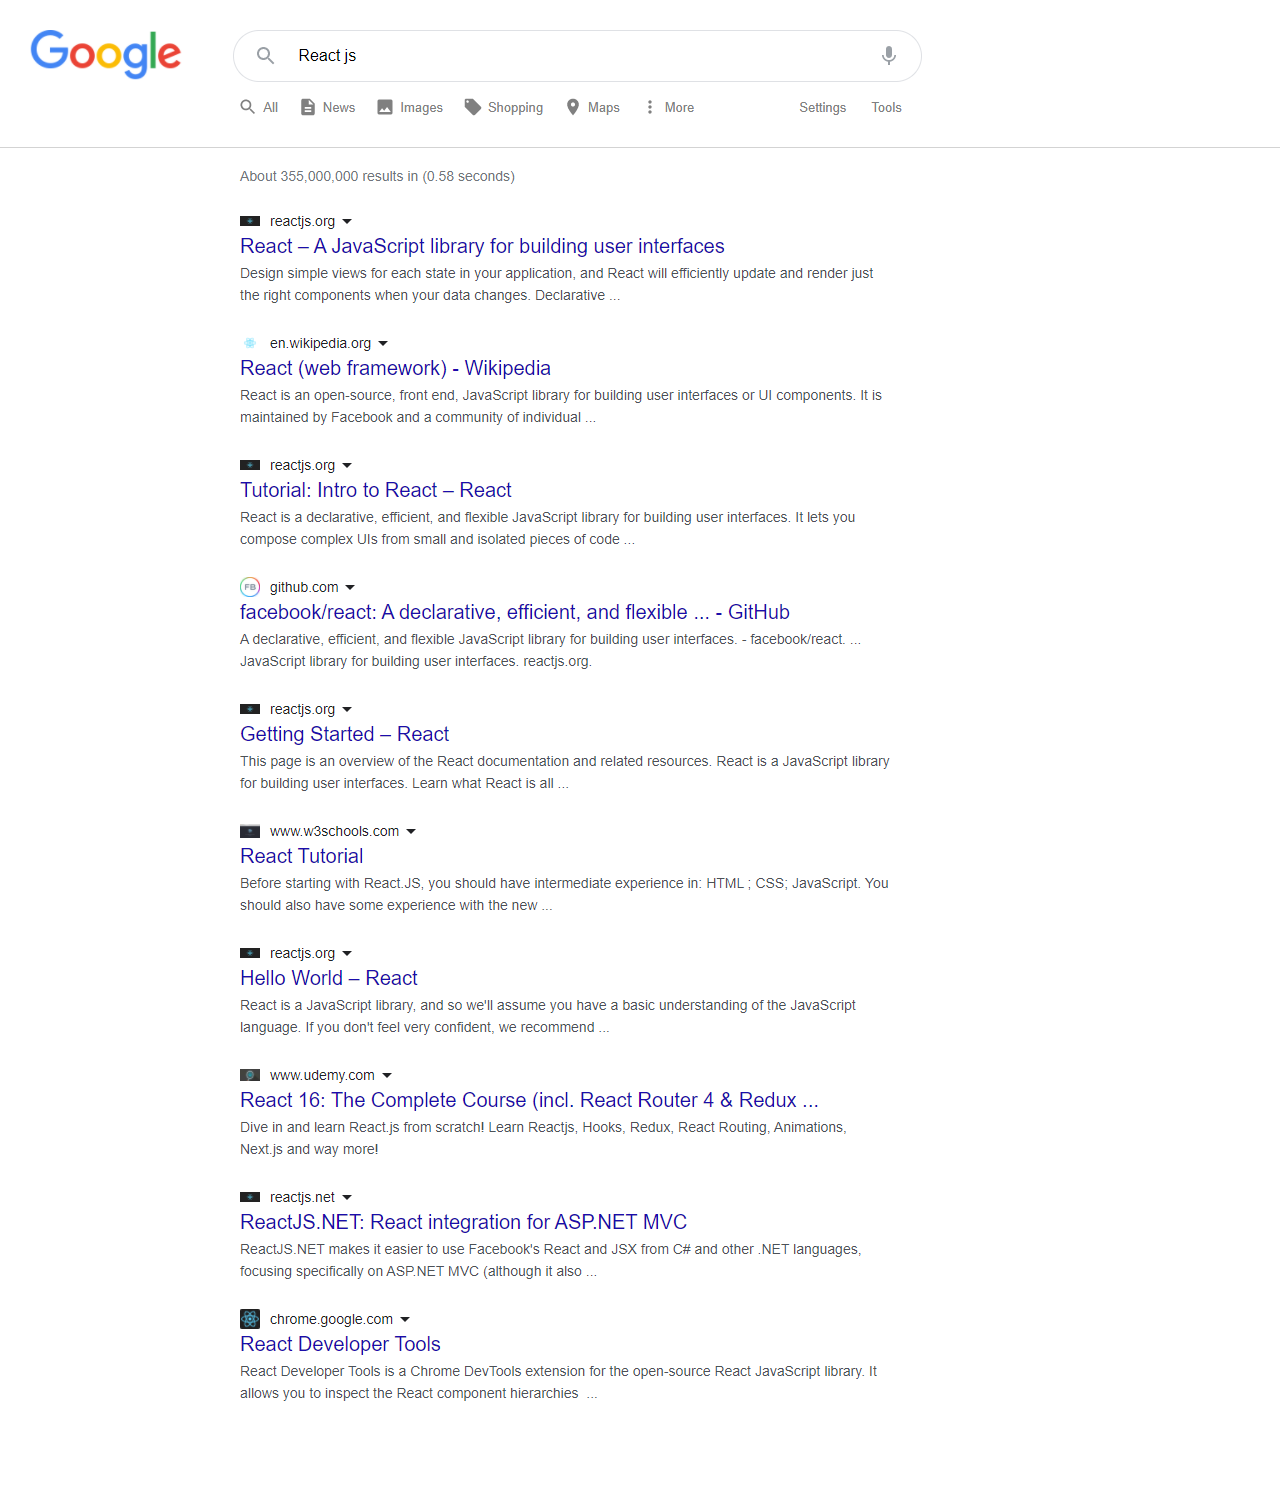 Google
React js
All News Images Shopping Maps More Settings Tools
About 355,000,000 results in (0.58 seconds)
reactjs.org
React – A JavaScript library for building user interfaces
Design simple views for each state in your application, and React will efficiently update and render just
the right components when your data changes. Declarative ...
en.wikipedia.org
React (web framework) - Wikipedia
React is an open-source, front end, JavaScript library for building user interfaces or UI components. It is
maintained by Facebook and a community of individual ...
reactjs.org
Tutorial: Intro to React – React
React is a declarative, efficient, and flexible JavaScript library for building user interfaces. It lets you
compose complex UIs from small and isolated pieces of code ...
FB github.com
facebook/react: A declarative, efficient, and flexible ... - GitHub
A declarative, efficient, and flexible JavaScript library for building user interfaces. - facebook/react. ...
JavaScript library for building user interfaces. reactjs.org.
reactjs.org
Getting Started – React
This page is an overview of the React documentation and related resources. React is a JavaScript library
for building user interfaces. Learn what React is all ...
www.w3schools.com
React Tutorial
Before starting with React.JS, you should have intermediate experience in: HTML ; CSS; JavaScript. You
should also have some experience with the new ...
reactjs.org
Hello World – React
React is a JavaScript library, and so we'll assume you have a basic understanding of the JavaScript
language. If you don't feel very confident, we recommend ...
www.udemy.com
React 16: The Complete Course (incl. React Router 4 & Redux ...
Dive in and learn React.js from scratch! Learn Reactjs, Hooks, Redux, React Routing, Animations,
Next.js and way more!
reactjs.net
ReactJS.NET: React integration for ASP.NET MVC
ReactJS.NET makes it easier to use Facebook's React and JSX from C# and other .NET languages,
focusing specifically on ASP.NET MVC (although it also ...
chrome.google.com
React Developer Tools
React Developer Tools is a Chrome DevTools extension for the open-source React JavaScript library. It
allows you to inspect the React component hierarchies ...